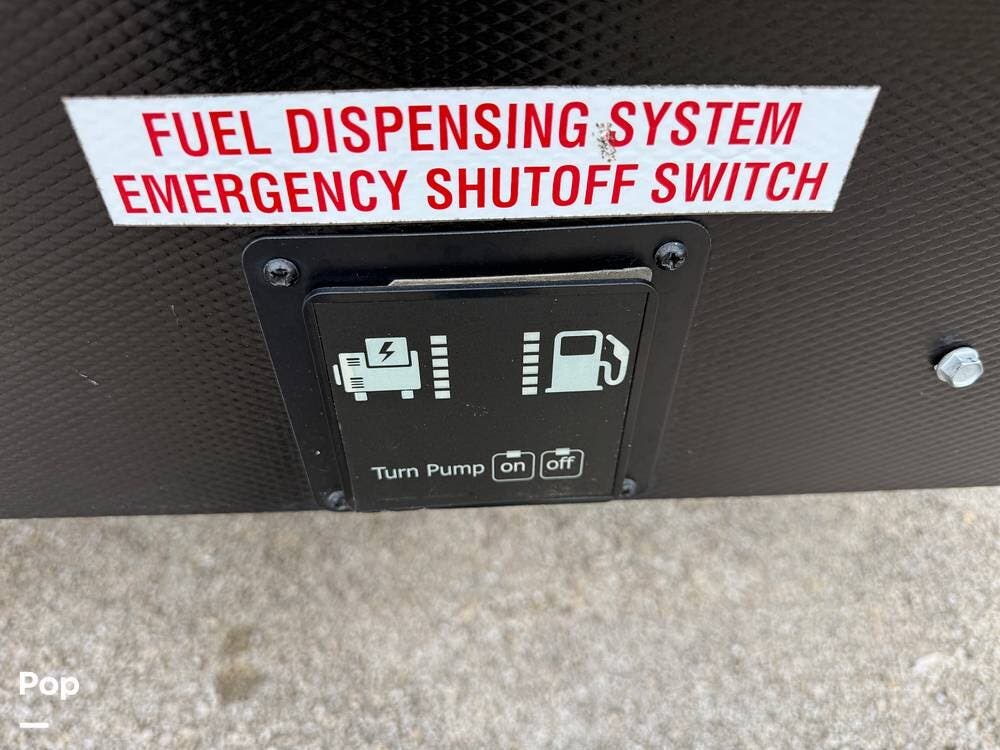 FUEL DISPENSING SYSTEM
EMERGENCY SHUTOFF SWITCH
Turn Pump on off
Pop